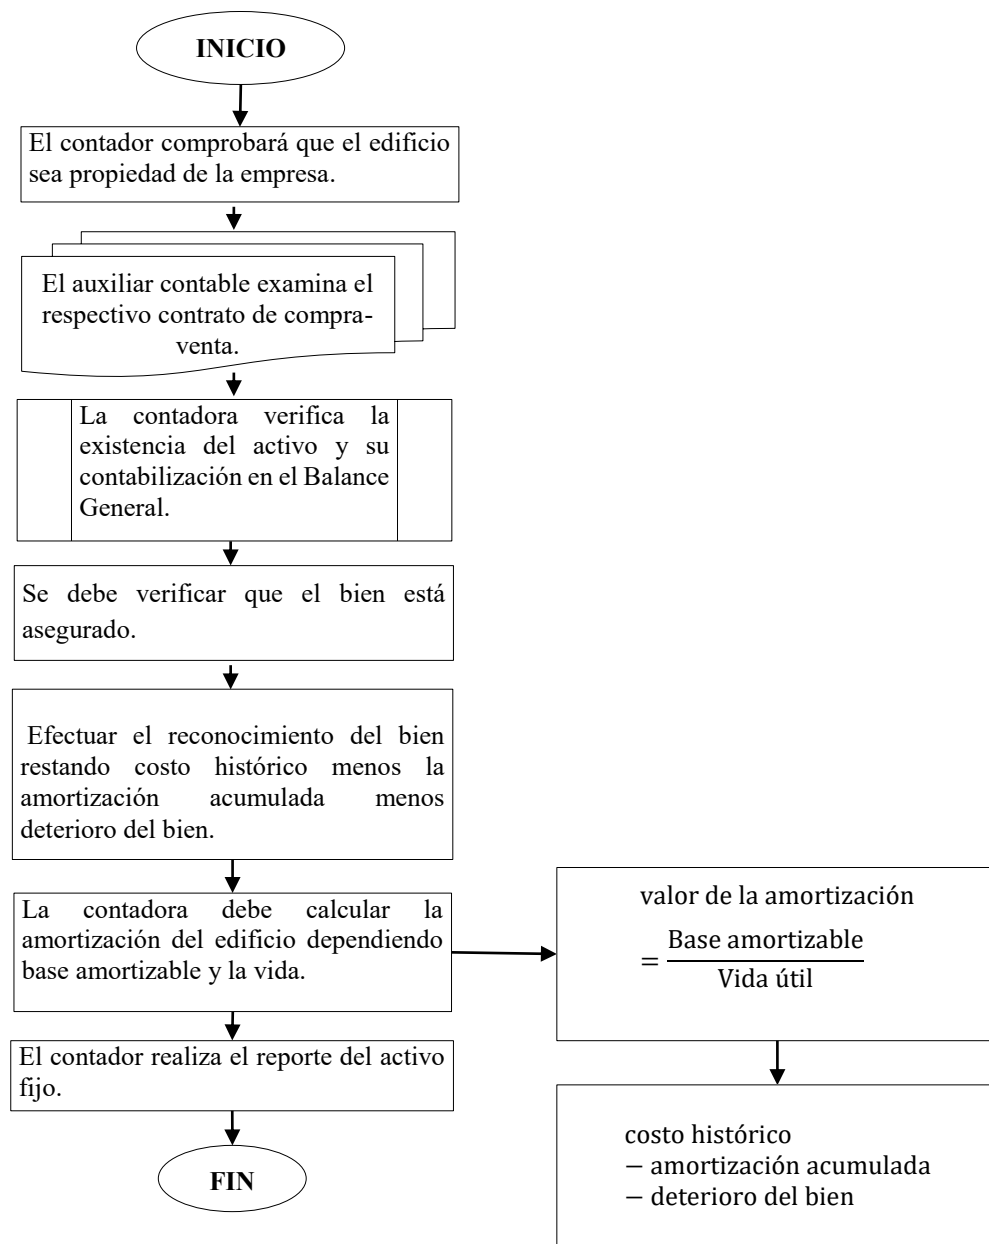 INICIO
El contador comprobará que el edificio
sea propiedad de la empresa.
El auxiliar contable examina el
respectivo contrato de compra-
venta.
La contadora verifica la
existencia del activo y su
contabilización en el Balance
General.
Se debe verificar que el bien está
asegurado.
Efectuar el reconocimiento del bien
restando costo histórico menos la
amortización acumulada menos
deterioro del bien.
La contadora debe calcular la
amortización del edificio dependiendo
base amortizable y la vida.
valor de la amortización
= Base amortizable
Vida útil
El contador realiza el reporte del activo
fijo.
costo histórico
− amortización acumulada
− deterioro del bien
FIN